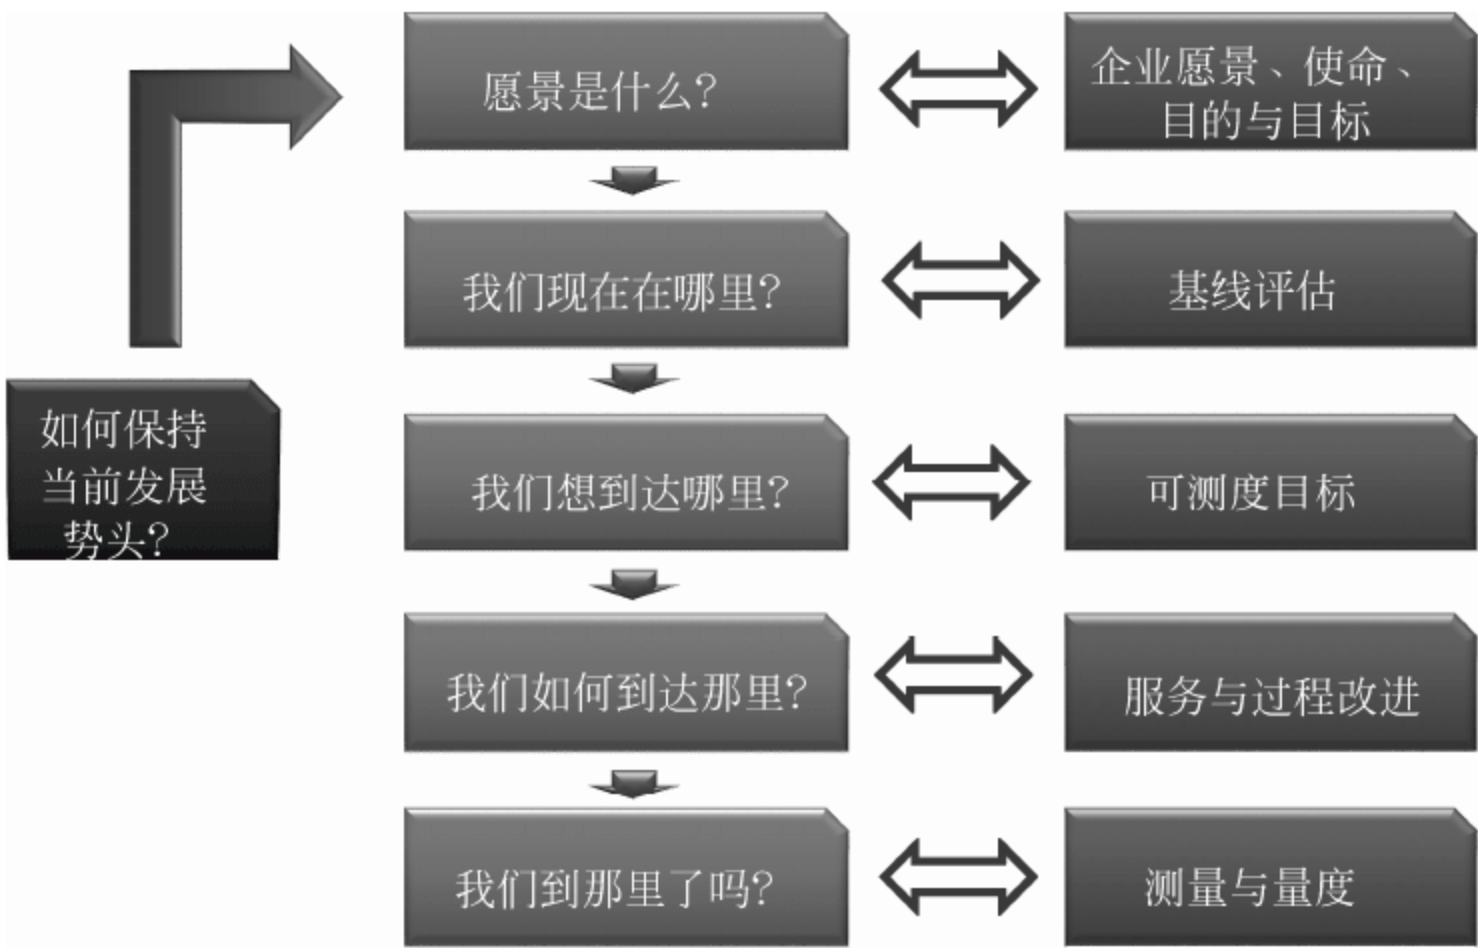 愿景是什么?
企业愿景、使命、
目的与目标
我们现在在哪里?
基线评估
如何保持
当前发展
势头?
我们想到达哪里?
可测度目标
我们如何到达那里?
服务与过程改进
我们到那里了吗?
测量与量度